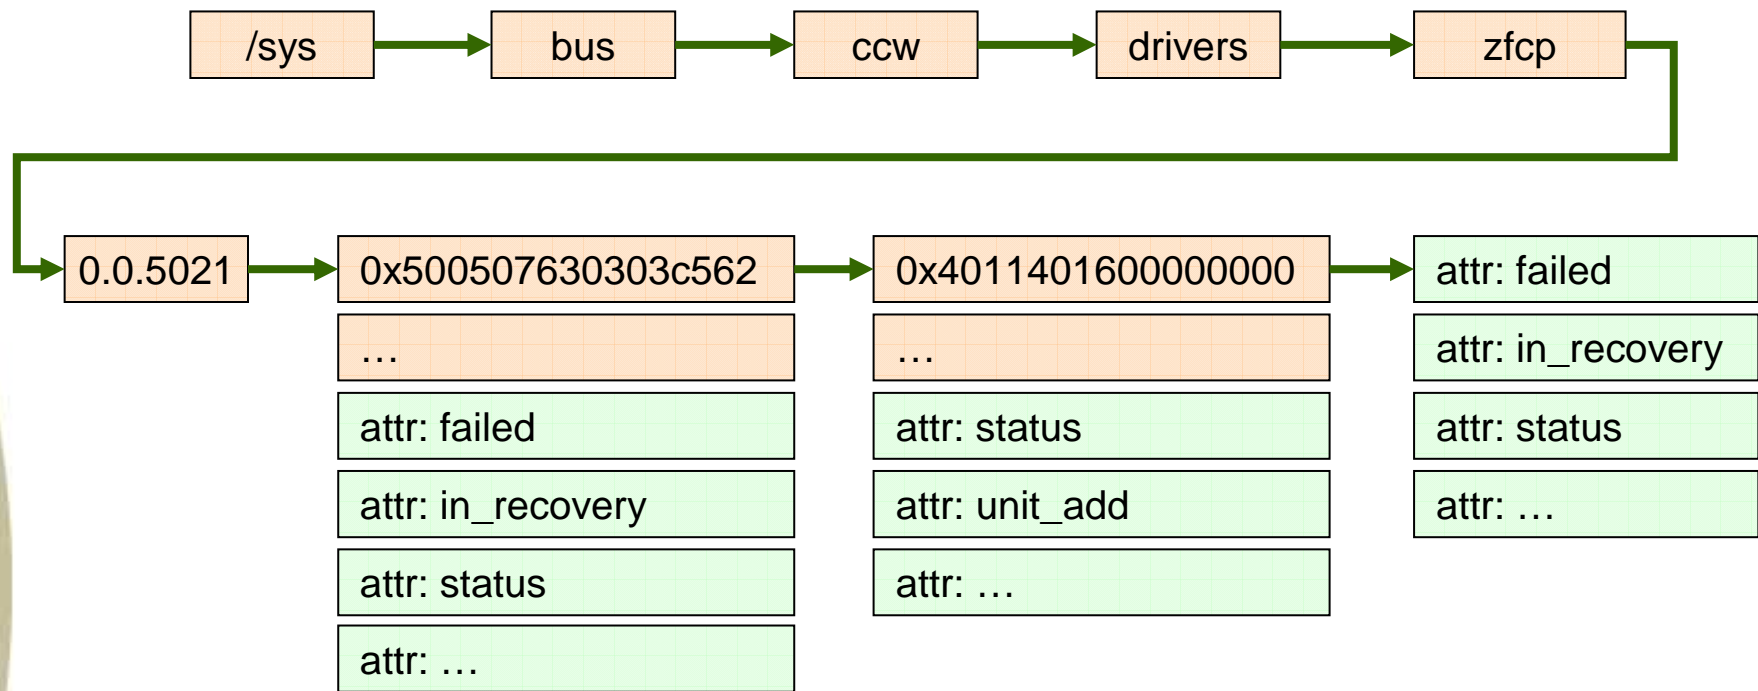 /sys
bus
ccw
drivers
zfcp
0.0.5021
0x500507630303c562
…
attr: failed
attr: in_recovery
attr: status
attr: …
0x4011401600000000
…
attr: status
attr: unit_add
attr: …
attr: failed
attr: in_recovery
attr: status
attr: …